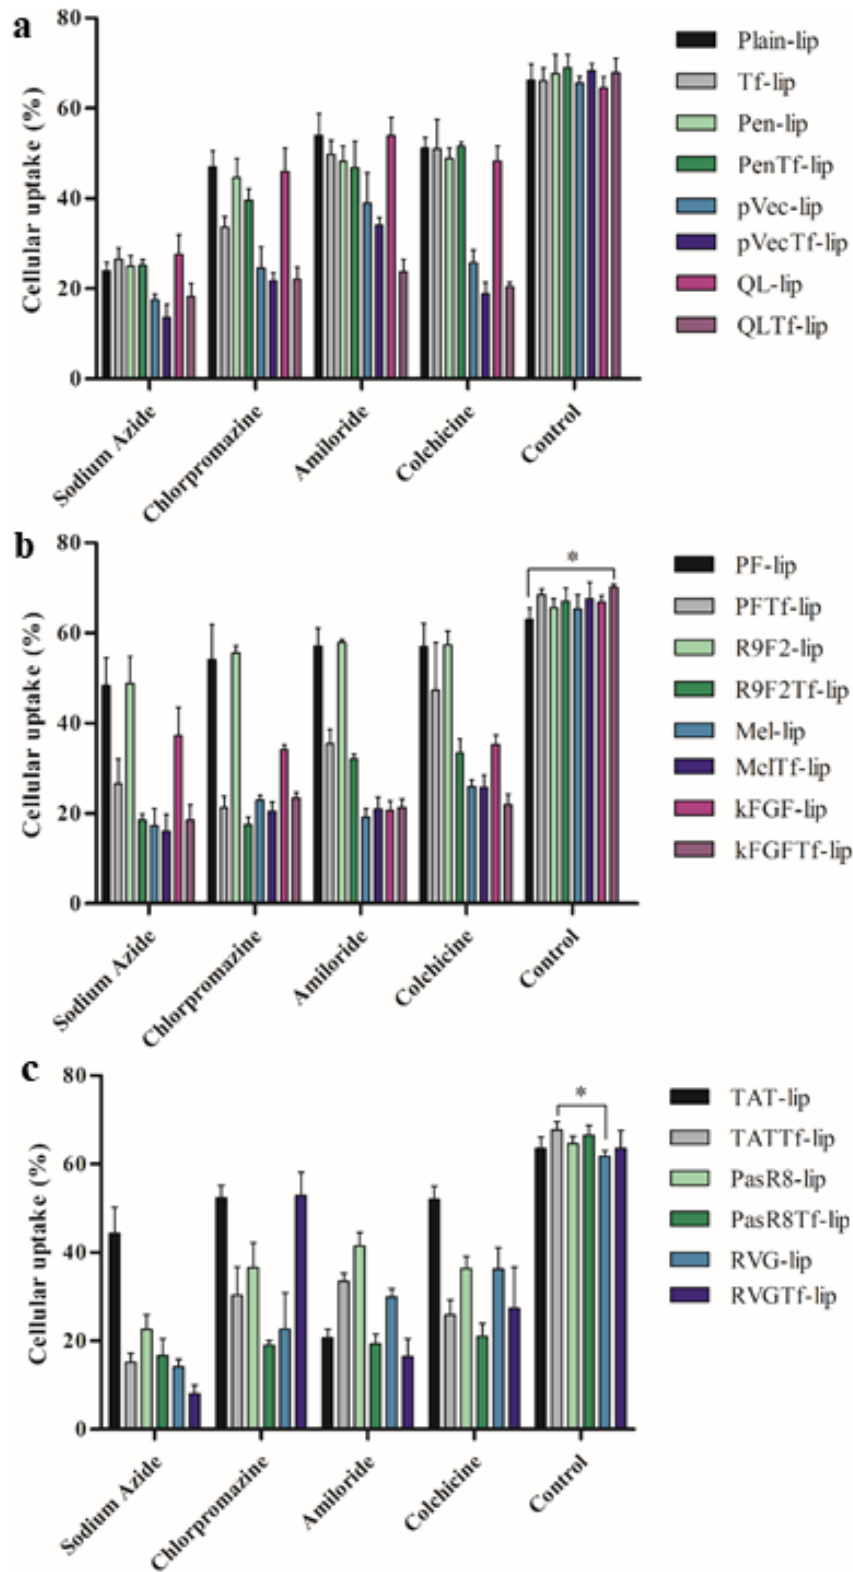 a
80
60
40
20
0
Cellular uptake (%)
Sodium Azide
Chlorpromazine
Amiloride
Colchicine
Control
Plain-lip
Tf-lip
Pen-lip
PenTf-lip
pVec-lip
pVecTf-lip
QL-lip
QLTf-lip
b
80
60
40
20
0
Cellular uptake (%)
*
Sodium Azide
Chlorpromazine
Amiloride
Colchicine
Control
PF-lip
PFTf-lip
R9F2-lip
R9F2Tf-lip
Mel-lip
MclTf-lip
kFGF-lip
kFGFTf-lip
c
80
60
40
20
0
Cellular uptake (%)
*
Sodium Azide
Chlorpromazine
Amiloride
Colchicine
Control
TAT-lip
TATTf-lip
PasR8-lip
PasR8Tf-lip
RVG-lip
RVGTf-lip